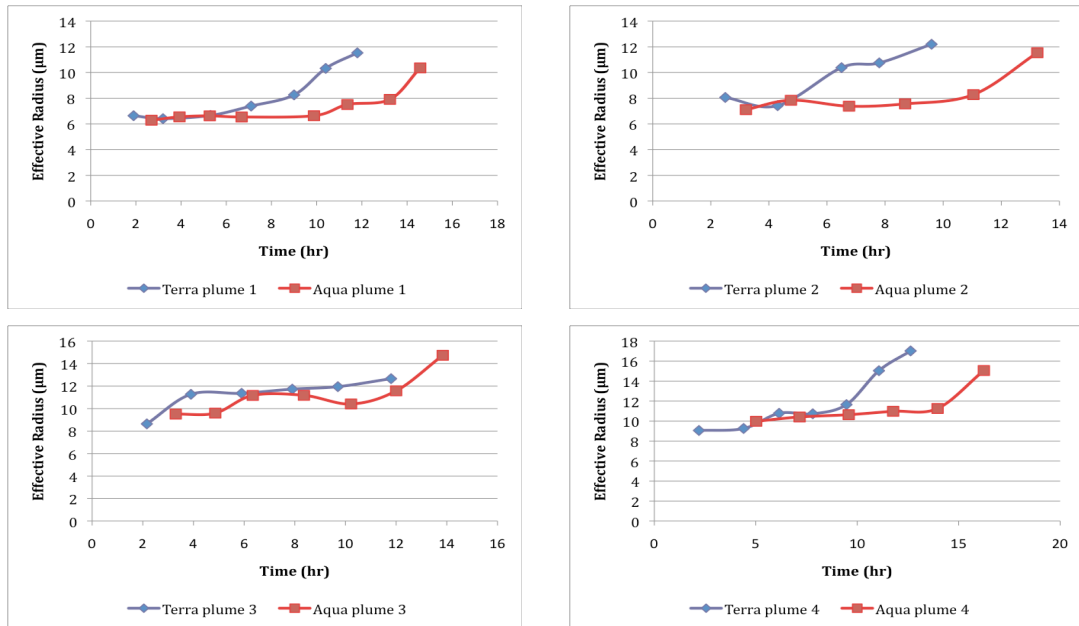 Effective Radius (µm)
14
12
10
8
6
4
2
0
0 2 4 6 8 10 12 14 16 18
Time (hr)
Terra plume 1 Aqua plume 1
Effective Radius (µm)
14
12
10
8
6
4
2
0
0 2 4 6 8 10 12 14
Time (hr)
Terra plume 2 Aqua plume 2
Effective Radius (µm)
16
14
12
10
8
6
4
2
0
0 2 4 6 8 10 12 14 16
Time (hr)
Terra plume 3 Aqua plume 3
Effective Radius (µm)
18
16
14
12
10
8
6
4
2
0
0 5 10 15 20
Time (hr)
Terra plume 4 Aqua plume 4